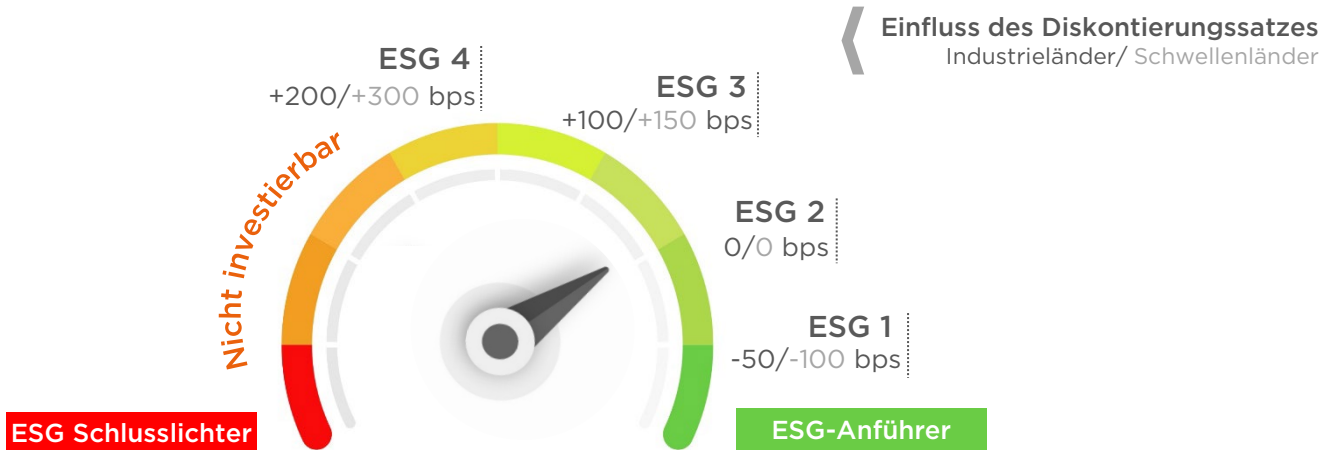 Einfluss des Diskontierungssatzes
Industrieländer/ Schwellenländer
ESG 4
+200/+300 bps
ESG 3
+100/+150 bps
Nicht investierbar
ESG 2
0/0 bps
ESG 1
-50/-100 bps
ESG Schlusslichter
ESG-Anführer